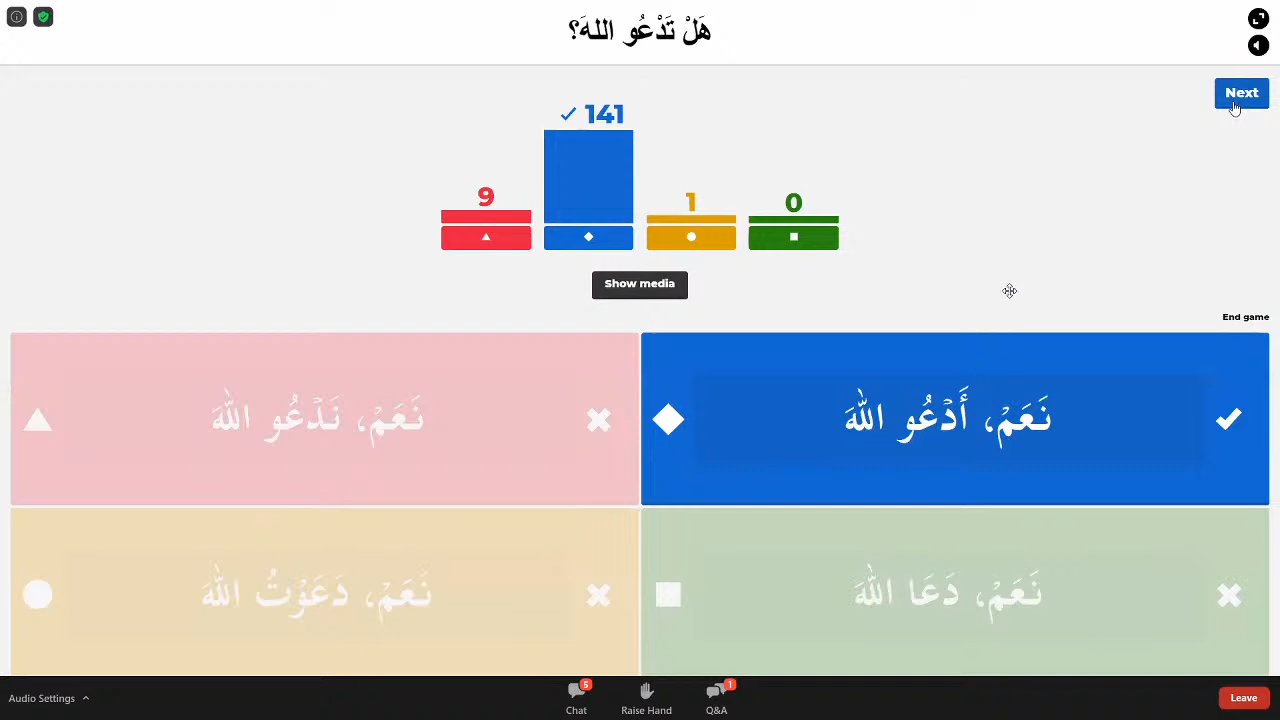 هَلْ تَدْعُو اللهَ؟
Next
✓ 141
9
1
0
Show media
End game
نَعَمْ، نَدْعُو اللهَ
نَعَمْ، أَدْعُو اللهَ
نَعَمْ، دَعَوْتُ اللهَ
نَعَمْ، دَعَا اللهَ
Audio Settings
5
Chat
Raise Hand
1
Q&A
Leave